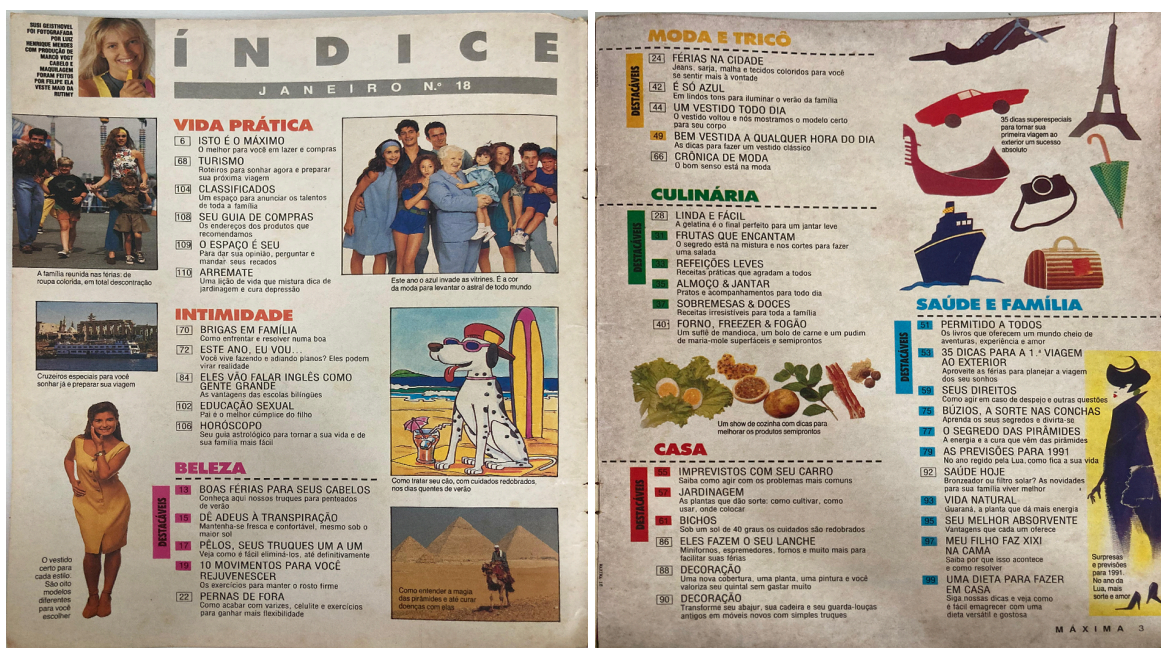 SUSI GEISTHOVEL
FOI FOTOGRAFADA
POR LUIZ
HENRIQUE MENDES
COM PRODUÇÃO DE
MARCO VOGT
CABELO E
MAQUILAGEM
FORAM FEITOS
POR FELIPE ELA
VESTE MAIO DA
RUTIMY
ÍNDICE
JANEIRO N.º 18
VIDA PRÁTICA
6 ISTO É O MÁXIMO
O melhor para você em lazer e compras
68 TURISMO
Roteiros para sonhar agora e preparar
sua próxima viagem
104 CLASSIFICADOS
Um espaço para anunciar os talentos
de toda a família
108 SEU GUIA DE COMPRAS
Os endereços dos produtos que
recomendamos
109 O ESPAÇO É SEU
Para dar sua opinião, perguntar e
mandar seus recados
110 ARREMATE
Uma lição de vida que mistura dica de
jardinagem e cura depressão
A família reunida nas férias: de
roupa colorida, em total descontração
Este ano o azul invade as vitrines. É a cor
da moda para levantar o astral de todo mundo
Cruzeiros especiais para você
sonhar já e preparar sua viagem
INTIMIDADE
70 BRIGAS EM FAMÍLIA
Como enfrentar e resolver numa boa
72 ESTE ANO, EU VOU...
Você vive fazendo e adiando planos? Eles podem
virar realidade
84 ELES VÃO FALAR INGLÊS COMO
GENTE GRANDE
As vantagens das escolas bilíngües
102 EDUCAÇÃO SEXUAL
Pai é o melhor cúmplice do filho
106 HORÓSCOPO
Seu guia astrológico para tornar a sua vida e de
sua família mais fácil
Como tratar seu cão, com cuidados redobrados,
nos dias quentes de verão
BELEZA
DESTACÁVEIS
13 BOAS FÉRIAS PARA SEUS CABELOS
Conheça aqui nossos truques para penteados
de verão
15 DÊ ADEUS À TRANSPIRAÇÃO
Mantenha-se fresca e confortável, mesmo sob o
maior sol
17 PÊLOS, SEUS TRUQUES UM A UM
Veja como é fácil eliminá-los, até definitivamente
19 10 MOVIMENTOS PARA VOCÊ
REJUVENESCER
Os exercícios para manter o rosto firme
22 PERNAS DE FORA
Como acabar com varizes, celulite e exercícios
para ganhar mais flexibilidade
O vestido
certo para
cada estilo.
São oito
modelos
diferentes
para você
escolher
Como entender a magia
das pirâmides e até curar
doenças com elas
MODA E TRICÔ
DESTACÁVEIS
24 FÉRIAS NA CIDADE
Jeans, sarja, malha e tecidos coloridos para você
se sentir mais à vontade
42 É SÓ AZUL
Em lindos tons para iluminar o verão da família
44 UM VESTIDO TODO DIA
O vestido voltou e nós mostramos o modelo certo
para seu corpo
49 BEM VESTIDA A QUALQUER HORA DO DIA
As dicas para fazer um vestido clássico
66 CRÔNICA DE MODA
O bom senso está na moda
35 dicas superespeciais
para tornar sua
primeira viagem ao
exterior um sucesso
absoluto
CULINÁRIA
DESTACÁVEIS
28 LINDA E FÁCIL
A gelatina é o final perfeito para um jantar leve
31 FRUTAS QUE ENCANTAM
O segredo está na mistura e nos cortes para fazer
uma salada
33 REFEIÇÕES LEVES
Receitas práticas que agradam a todos
35 ALMOÇO & JANTAR
Pratos e acompanhamentos para todo dia
37 SOBREMESAS & DOCES
Receitas irresistíveis para toda a família
40 FORNO, FREEZER & FOGÃO
Um suflê de mandioca, um bolo de carne e um pudim
de maria-mole superfáceis e semiprontos
Um show de cozinha com dicas para
melhorar os produtos semiprontos
CASA
DESTACÁVEIS
55 IMPREVISTOS COM SEU CARRO
Saiba como agir com os problemas mais comuns
57 JARDINAGEM
As plantas que dão sorte: como cultivar, como
usar, onde colocar
61 BICHOS
Sob um sol de 40 graus os cuidados são redobrados
86 ELES FAZEM O SEU LANCHE
Minifornos, espremedores, fornos e muito mais para
facilitar suas férias
88 DECORAÇÃO
Uma nova cobertura, uma planta, uma pintura e você
valoriza seu quintal sem gastar muito
90 DECORAÇÃO
Transforme seu abajur, sua cadeira e seu guarda-louças
antigos em móveis novos com simples truques
SAÚDE E FAMÍLIA
DESTACÁVEIS
51 PERMITIDO A TODOS
Os livros que oferecem um mundo cheio de
aventuras, experiência e amor
53 35 DICAS PARA A 1.ª VIAGEM
AO EXTERIOR
Aproveite as férias para planejar a viagem
dos seu sonhos
59 SEUS DIREITOS
Como agir em caso de despejo e outras questões
75 BÚZIOS, A SORTE NAS CONCHAS
Aprenda os seus segredos e divirta-se
77 O SEGREDO DAS PIRÂMIDES
A energia e a cura que vêm das pirâmides
79 AS PREVISÕES PARA 1991
No ano regido pela Lua, como fica a sua vida
92 SAÚDE HOJE
Bronzeador ou filtro solar? As novidades
para sua família viver melhor
93 VIDA NATURAL
Guaraná, a planta que dá mais energia
95 SEU MELHOR ABSORVENTE
Vantagens que cada um oferece
97 MEU FILHO FAZ XIXI
NA CAMA
Saiba por que isso acontece
e como resolver
99 UMA DIETA PARA FAZER
EM CASA
Siga nossas dicas e veja como
é fácil emagrecer com uma
dieta versátil e gostosa
Surpresas
e previsões
para 1991.
No ano da
Lua, mais
sorte e amor
MÁXIMA 3